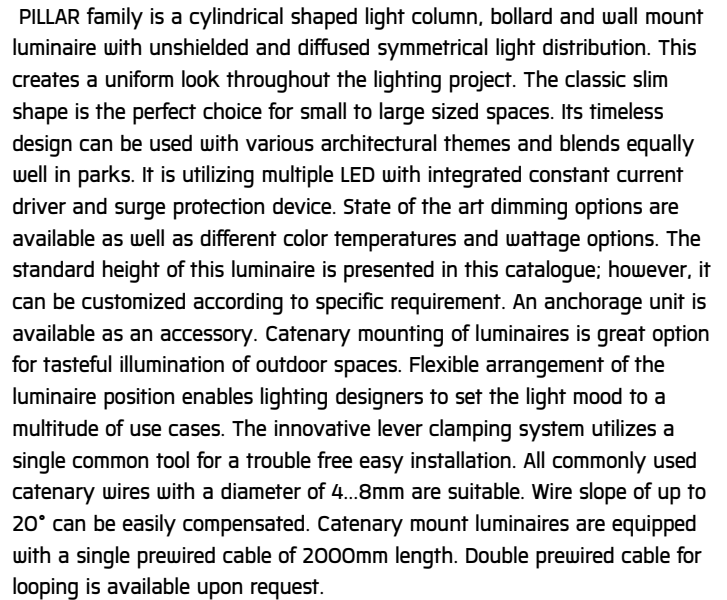 PILLAR family is a cylindrical shaped light column, bollard and wall mount
luminaire with unshielded and diffused symmetrical light distribution. This
creates a uniform look throughout the lighting project. The classic slim
shape is the perfect choice for small to large sized spaces. Its timeless
design can be used with various architectural themes and blends equally
well in parks. It is utilizing multiple LED with integrated constant current
driver and surge protection device. State of the art dimming options are
available as well as different color temperatures and wattage options. The
standard height of this luminaire is presented in this catalogue; however, it
can be customized according to specific requirement. An anchorage unit is
available as an accessory. Catenary mounting of luminaires is great option
for tasteful illumination of outdoor spaces. Flexible arrangement of the
luminaire position enables lighting designers to set the light mood to a
multitude of use cases. The innovative lever clamping system utilizes a
single common tool for a trouble free easy installation. All commonly used
catenary wires with a diameter of 4...8mm are suitable. Wire slope of up to
20° can be easily compensated. Catenary mount luminaires are equipped
with a single prewired cable of 2000mm length. Double prewired cable for
looping is available upon request.